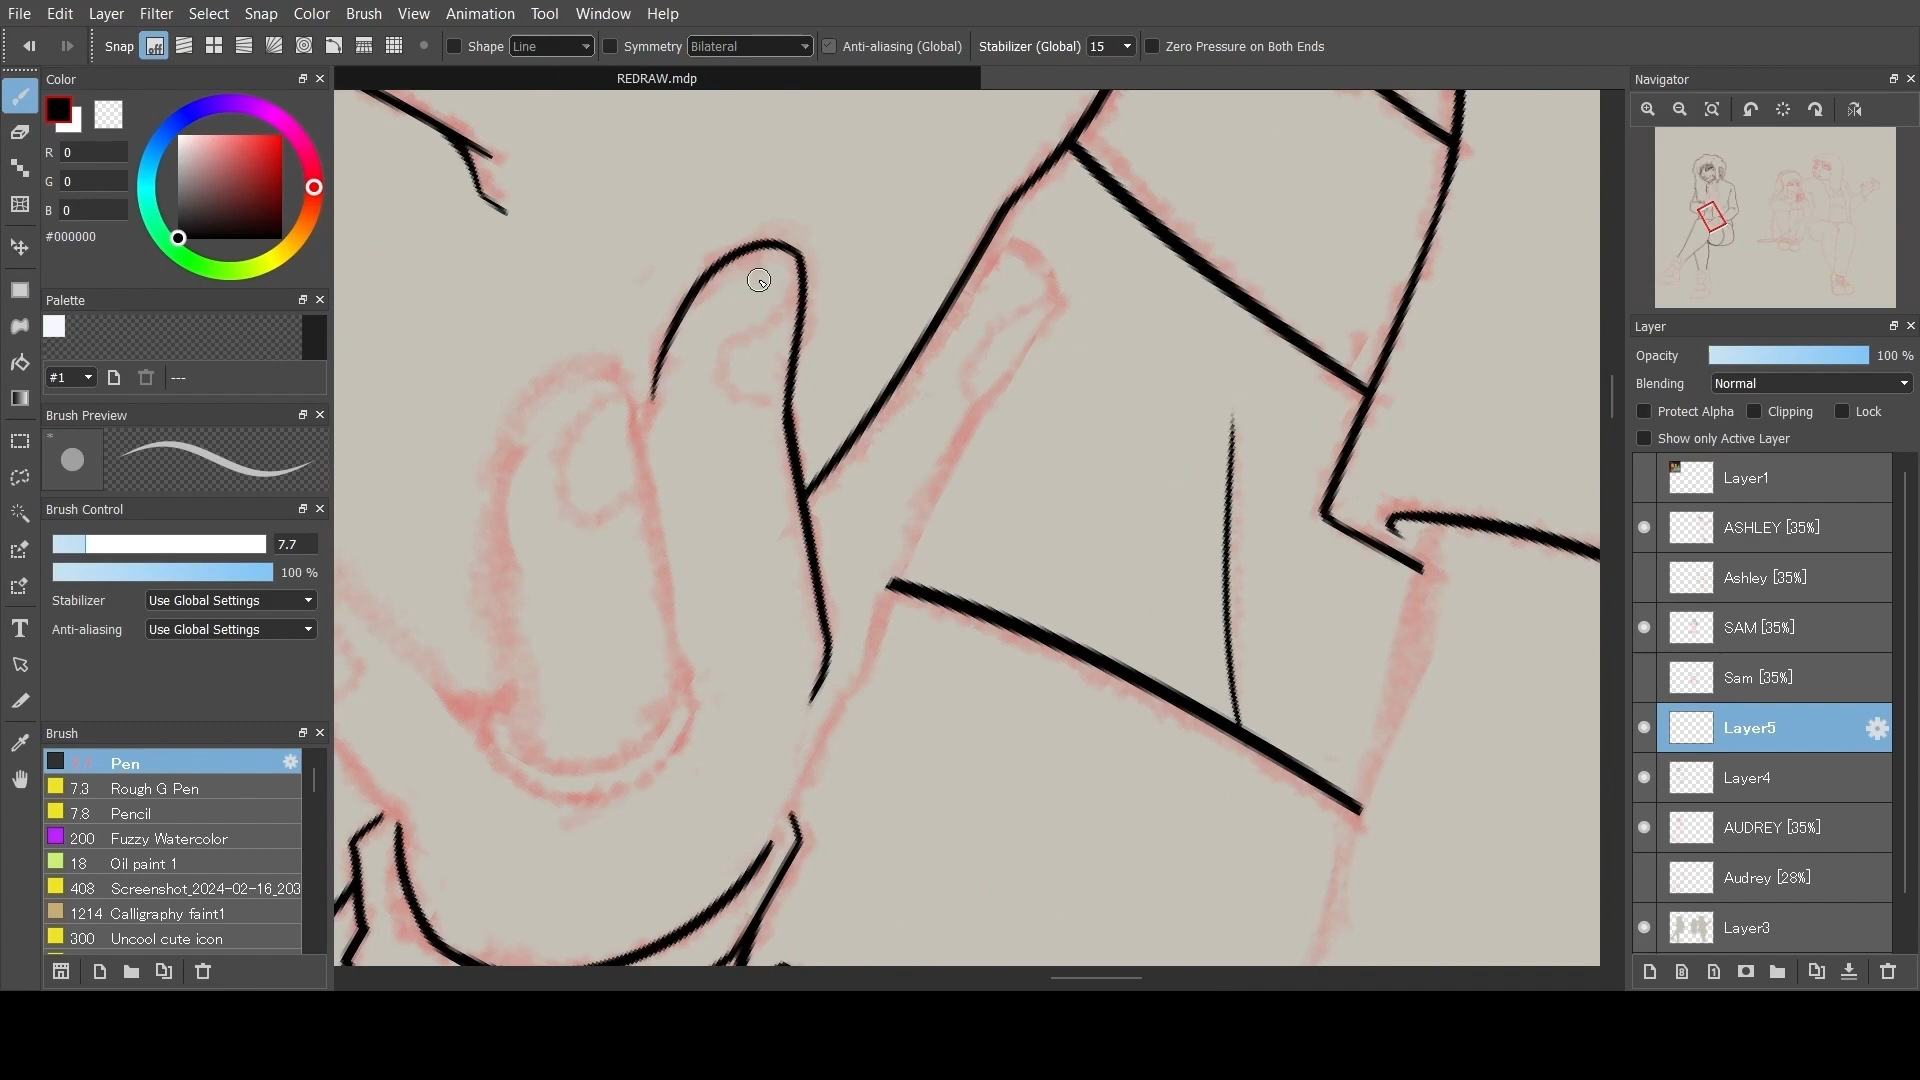 File Edit Layer Filter Select Snap Color Brush View Animation Tool Window Help
Snap off Shape Line Symmetry Bilateral Anti-aliasing (Global) Stabilizer (Global) 15 Zero Pressure on Both Ends
Color
REDRAW.mdp
R 0
G 0
B 0
#000000
Palette
#1 ---
Brush Preview
*
Brush Control
7.7
100 %
Stabilizer Use Global Settings
Anti-aliasing Use Global Settings
Brush
Pen
7.3 Rough G Pen
7.8 Pencil
200 Fuzzy Watercolor
18 Oil paint 1
408 Screenshot_2024-02-16_203
1214 Calligraphy faint1
300 Uncool cute icon
Navigator
Layer
Opacity 100 %
Blending Normal
Protect Alpha Clipping Lock
Show only Active Layer
Layer1
ASHLEY [35%]
Ashley [35%]
SAM [35%]
Sam [35%]
Layer5
Layer4
AUDREY [35%]
Audrey [28%]
Layer3